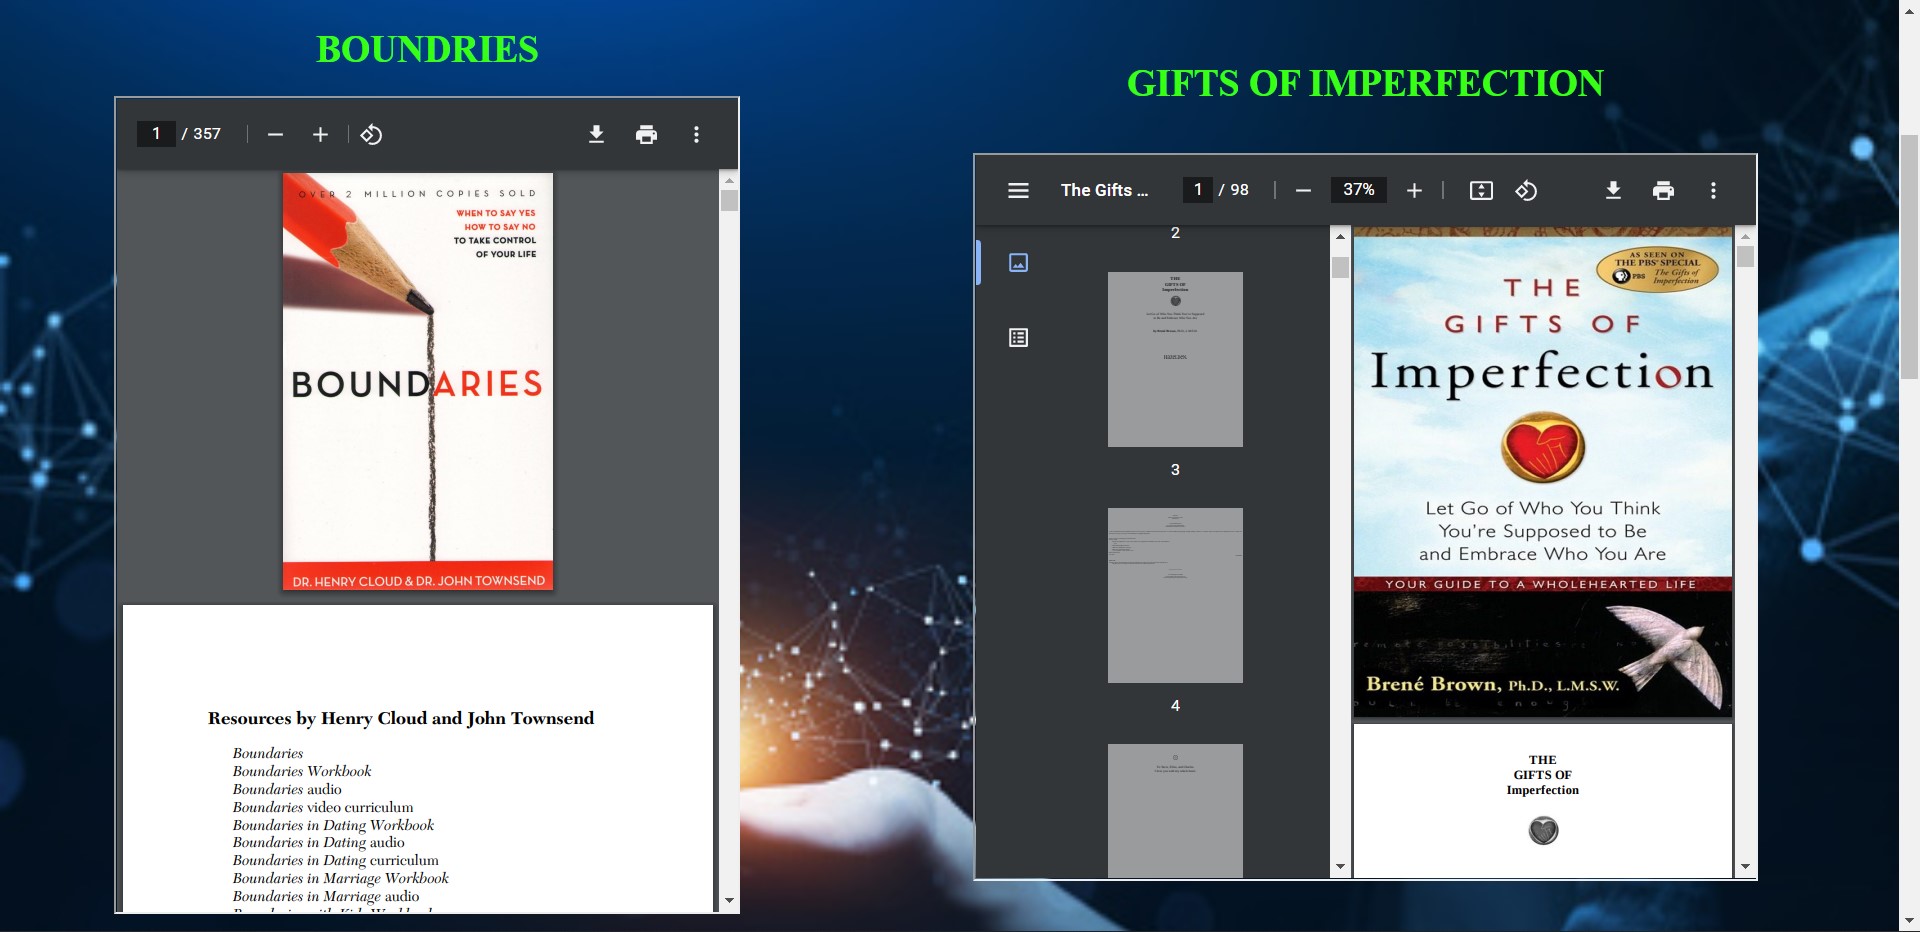 BOUNDRIES
1 / 357
OVER 2 MILLION COPIES SOLD
WHEN TO SAY YES
HOW TO SAY NO
TO TAKE CONTROL
OF YOUR LIFE
BOUNDARIES
DR. HENRY CLOUD & DR. JOHN TOWNSEND
Resources by Henry Cloud and John Townsend
Boundaries
Boundaries Workbook
Boundaries audio
Boundaries video curriculum
Boundaries in Dating Workbook
Boundaries in Dating audio
Boundaries in Dating curriculum
Boundaries in Marriage Workbook
Boundaries in Marriage audio
GIFTS OF IMPERFECTION
The Gifts ...
1 / 98
37%
2
THE
GIFTS OF
Imperfection
3
4
AS SEEN ON
THE PBS SPECIAL
PBS
The Gifts of
Imperfection
THE
GIFTS OF
Imperfection
Let Go of Who You Think
You're Supposed to Be
and Embrace Who You Are
YOUR GUIDE TO A WHOLEHEARTED LIFE
Brené Brown, Ph.D., L.M.S.W.
THE
GIFTS OF
Imperfection